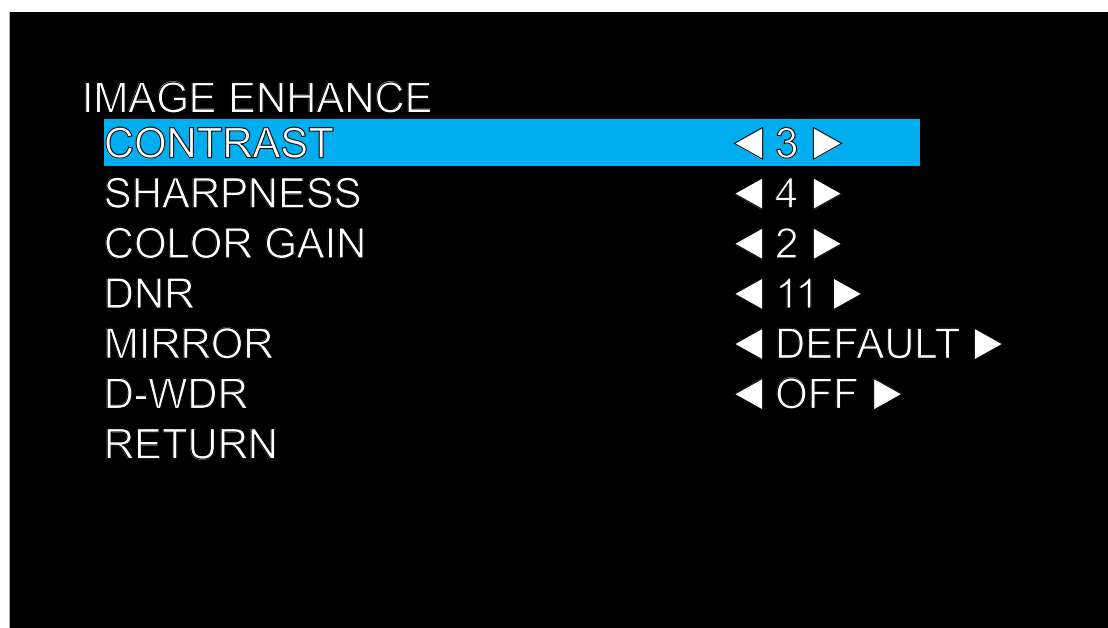 IMAGE ENHANCE
CONTRAST ◀ 3 ▶
SHARPNESS ◀ 4 ▶
COLOR GAIN ◀ 2 ▶
DNR ◀ 11 ▶
MIRROR ◀ DEFAULT ▶
D-WDR ◀ OFF ▶
RETURN